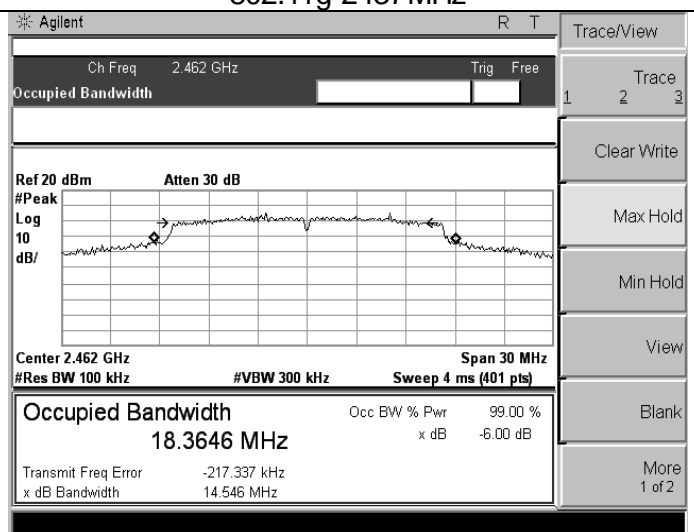 Agilent R T
Trace/View
Ch Freq 2.462 GHz Trig Free
Occupied Bandwidth
Trace
1 2 3
Clear Write
Ref 20 dBm Atten 30 dB
#Peak
Log
10
dB/
Max Hold
Min Hold
View
Center 2.462 GHz Span 30 MHz
#Res BW 100 kHz #VBW 300 kHz Sweep 4 ms (401 pts)
Occupied Bandwidth Occ BW % Pwr 99.00 %
18.3646 MHz x dB -6.00 dB
Blank
Transmit Freq Error -217.337 kHz
x dB Bandwidth 14.546 MHz
More
1 of 2